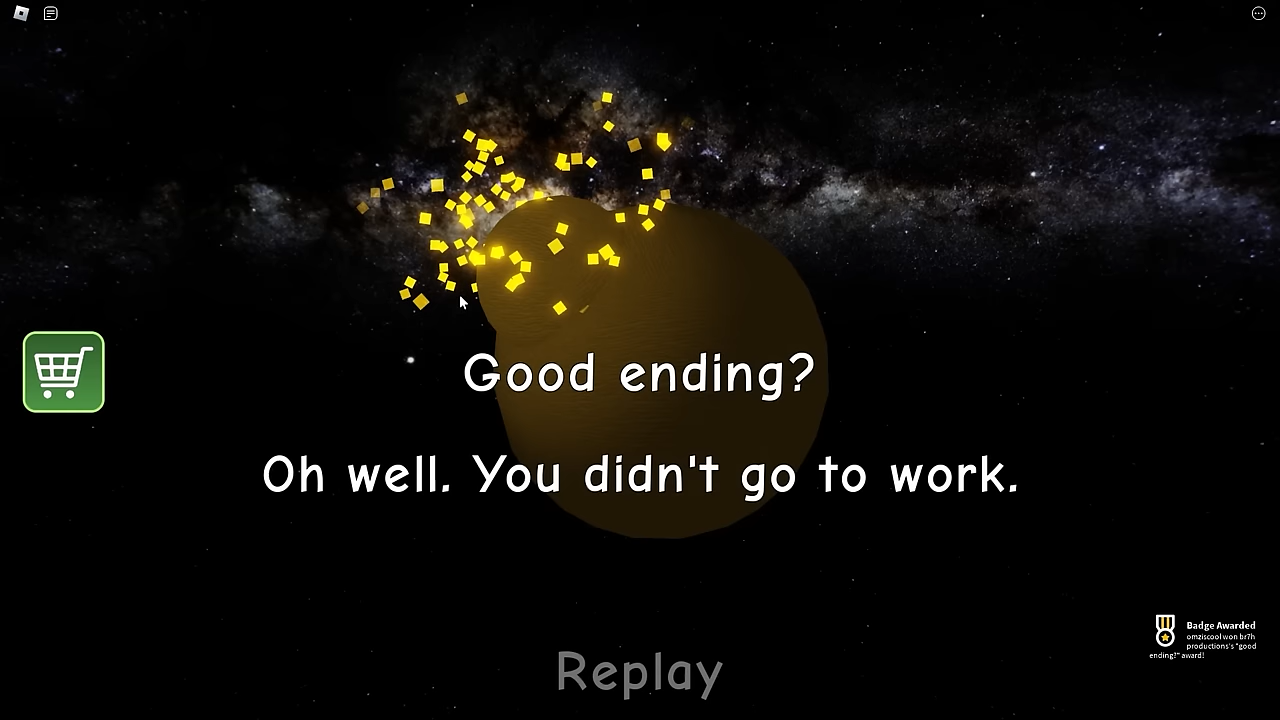 Good ending?
Oh well. You didn't go to work.
Badge Awarded
omziscool won br7h
productions's "good
ending?" award!
Replay